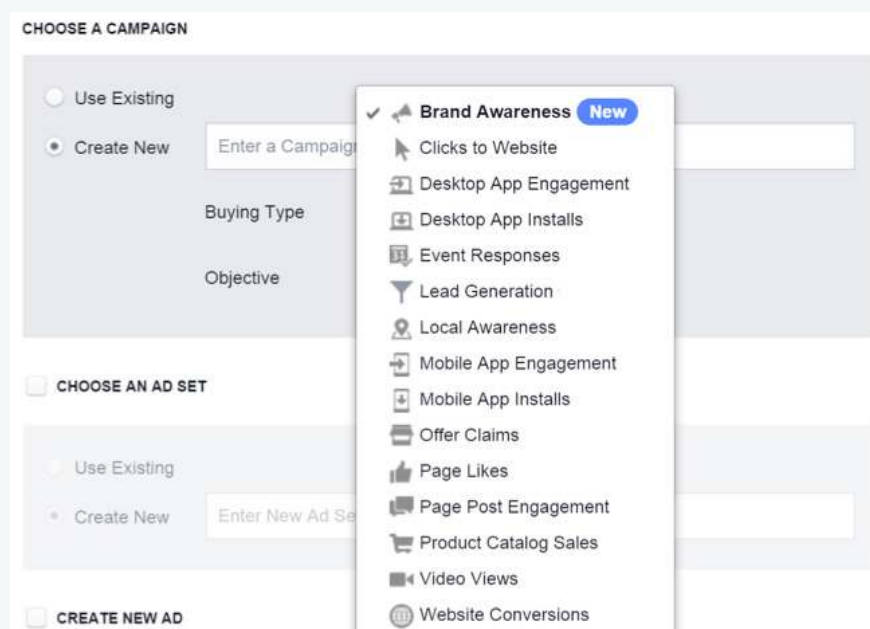 CHOOSE A CAMPAIGN
Use Existing
Create New
Enter a Campaig
Buying Type
Objective
Brand Awareness New
Clicks to Website
Desktop App Engagement
Desktop App Installs
Event Responses
Lead Generation
Local Awareness
Mobile App Engagement
Mobile App Installs
Offer Claims
Page Likes
Page Post Engagement
Product Catalog Sales
Video Views
Website Conversions
CHOOSE AN AD SET
Use Existing
Create New
Enter New Ad Se
CREATE NEW AD